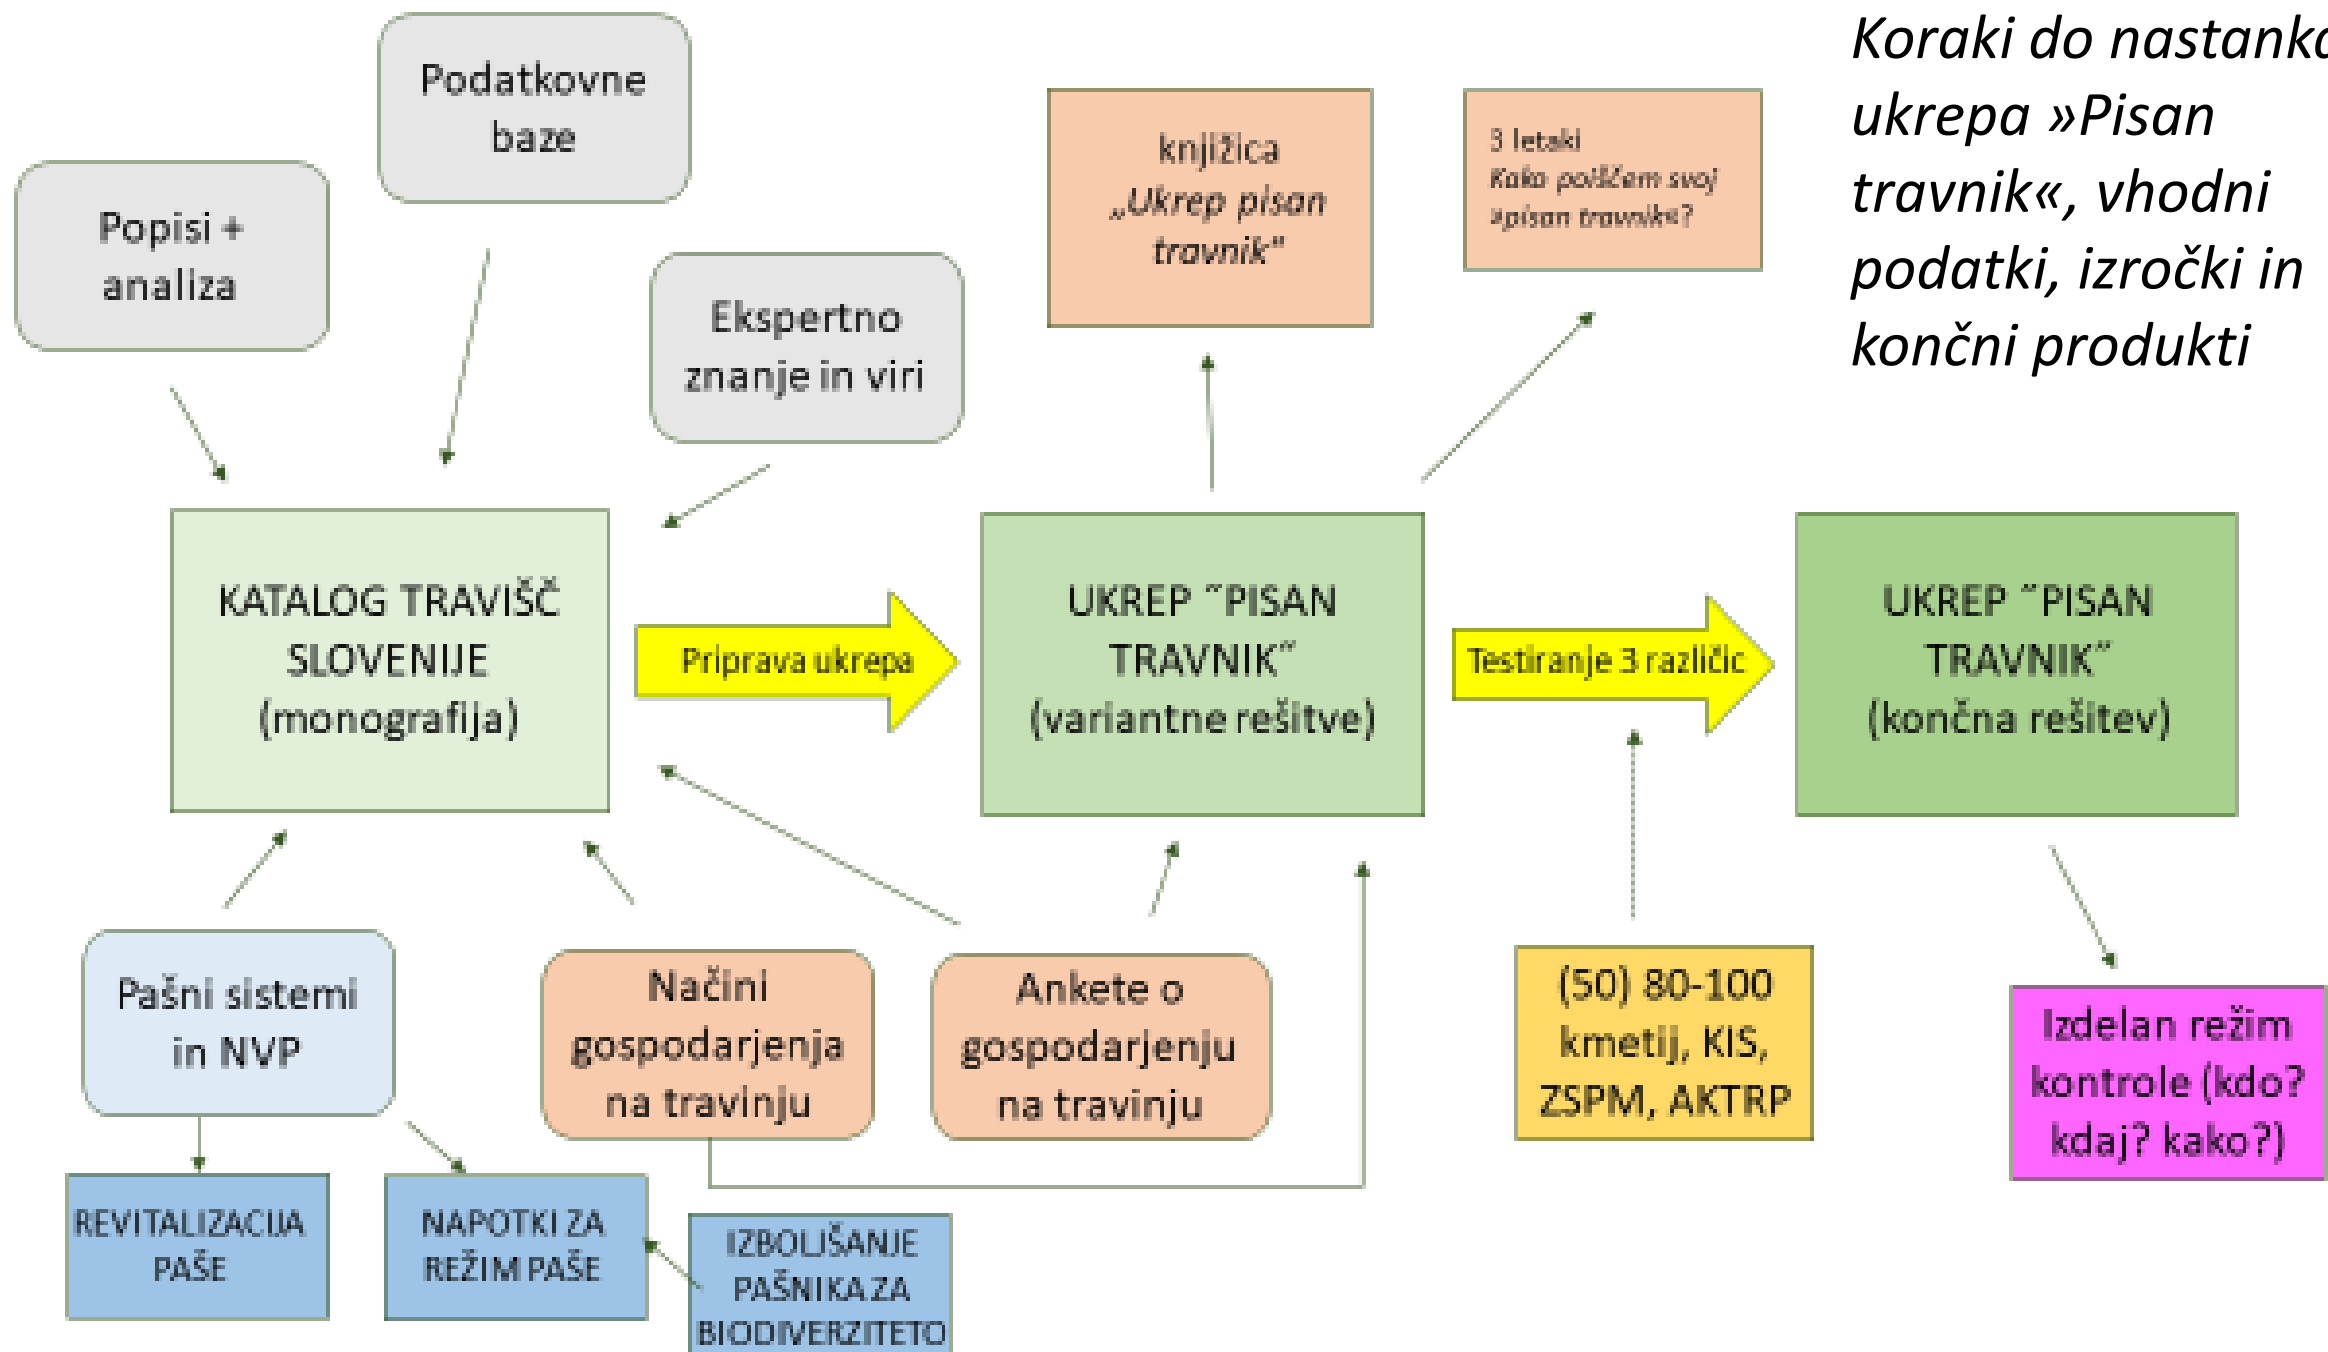 Koraki do nastanka
ukrepa »Pisan
travnik«, vhodni
podatki, izročki in
končni produkti
Podatkovne
baze
Popisi +
analiza
Ekspertno
znanje in viri
knjižica
„Ukrep pisan
travnik"
3 letaki
Kako poiščem svoj
»pisan travnik«?
KATALOG TRAVIŠČ
SLOVENIJE
(monografija)
Priprava ukrepa
UKREP ˝PISAN
TRAVNIK˝
(variantne rešitve)
Testiranje 3 različic
UKREP ˝PISAN
TRAVNIK˝
(končna rešitev)
Pašni sistemi
in NVP
Načini
gospodarjenja
na travinju
Ankete o
gospodarjenju
na travinju
(50) 80-100
kmetij, KIS,
ZSPM, AKTRP
Izdelan režim
kontrole (kdo?
kdaj? kako?)
REVITALIZACIJA
PAŠE
NAPOTKI ZA
REŽIM PAŠE
IZBOLJŠANJE
PAŠNIKA ZA
BIODIVERZITETO